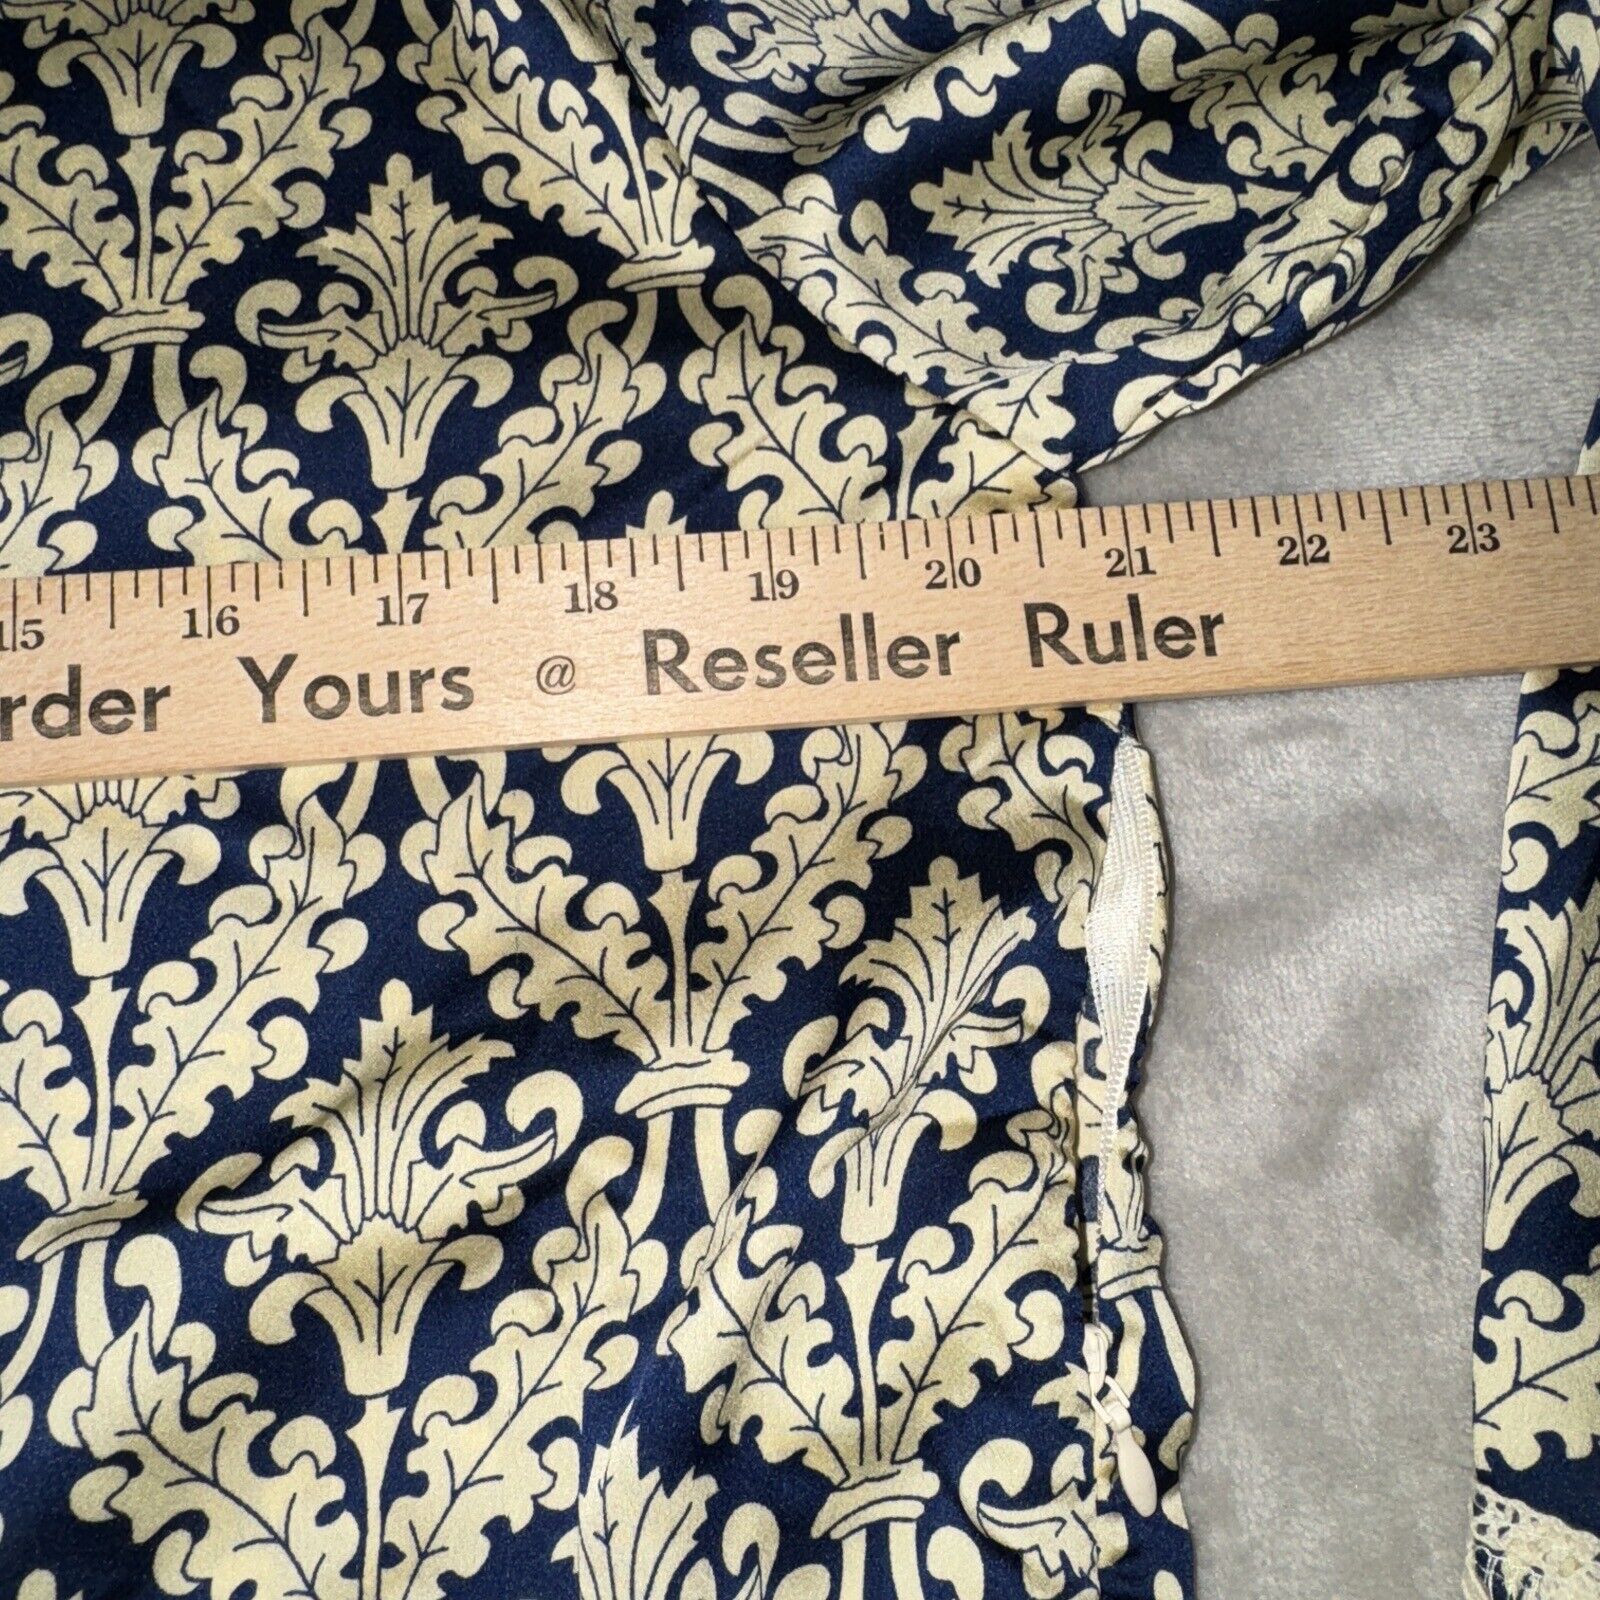 15 16 17 18 19 20 21 22 23
rder Yours @ Reseller Ruler